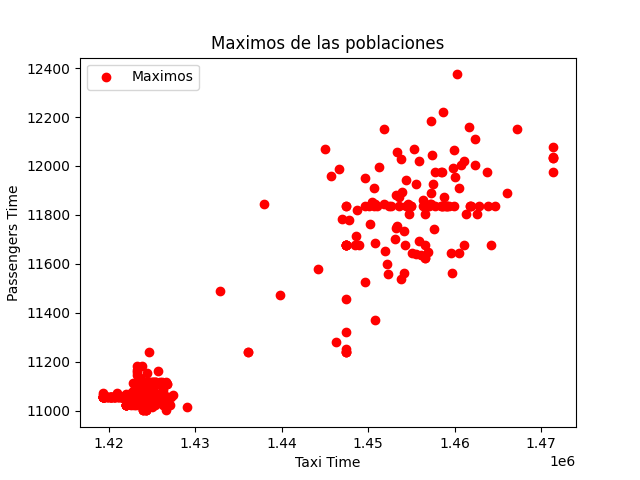 Maximos de las poblaciones
Maximos
Passengers Time
12400
12200
12000
11800
11600
11400
11200
11000
1.42 1.43 1.44 1.45 1.46 1.47
1e6
Taxi Time